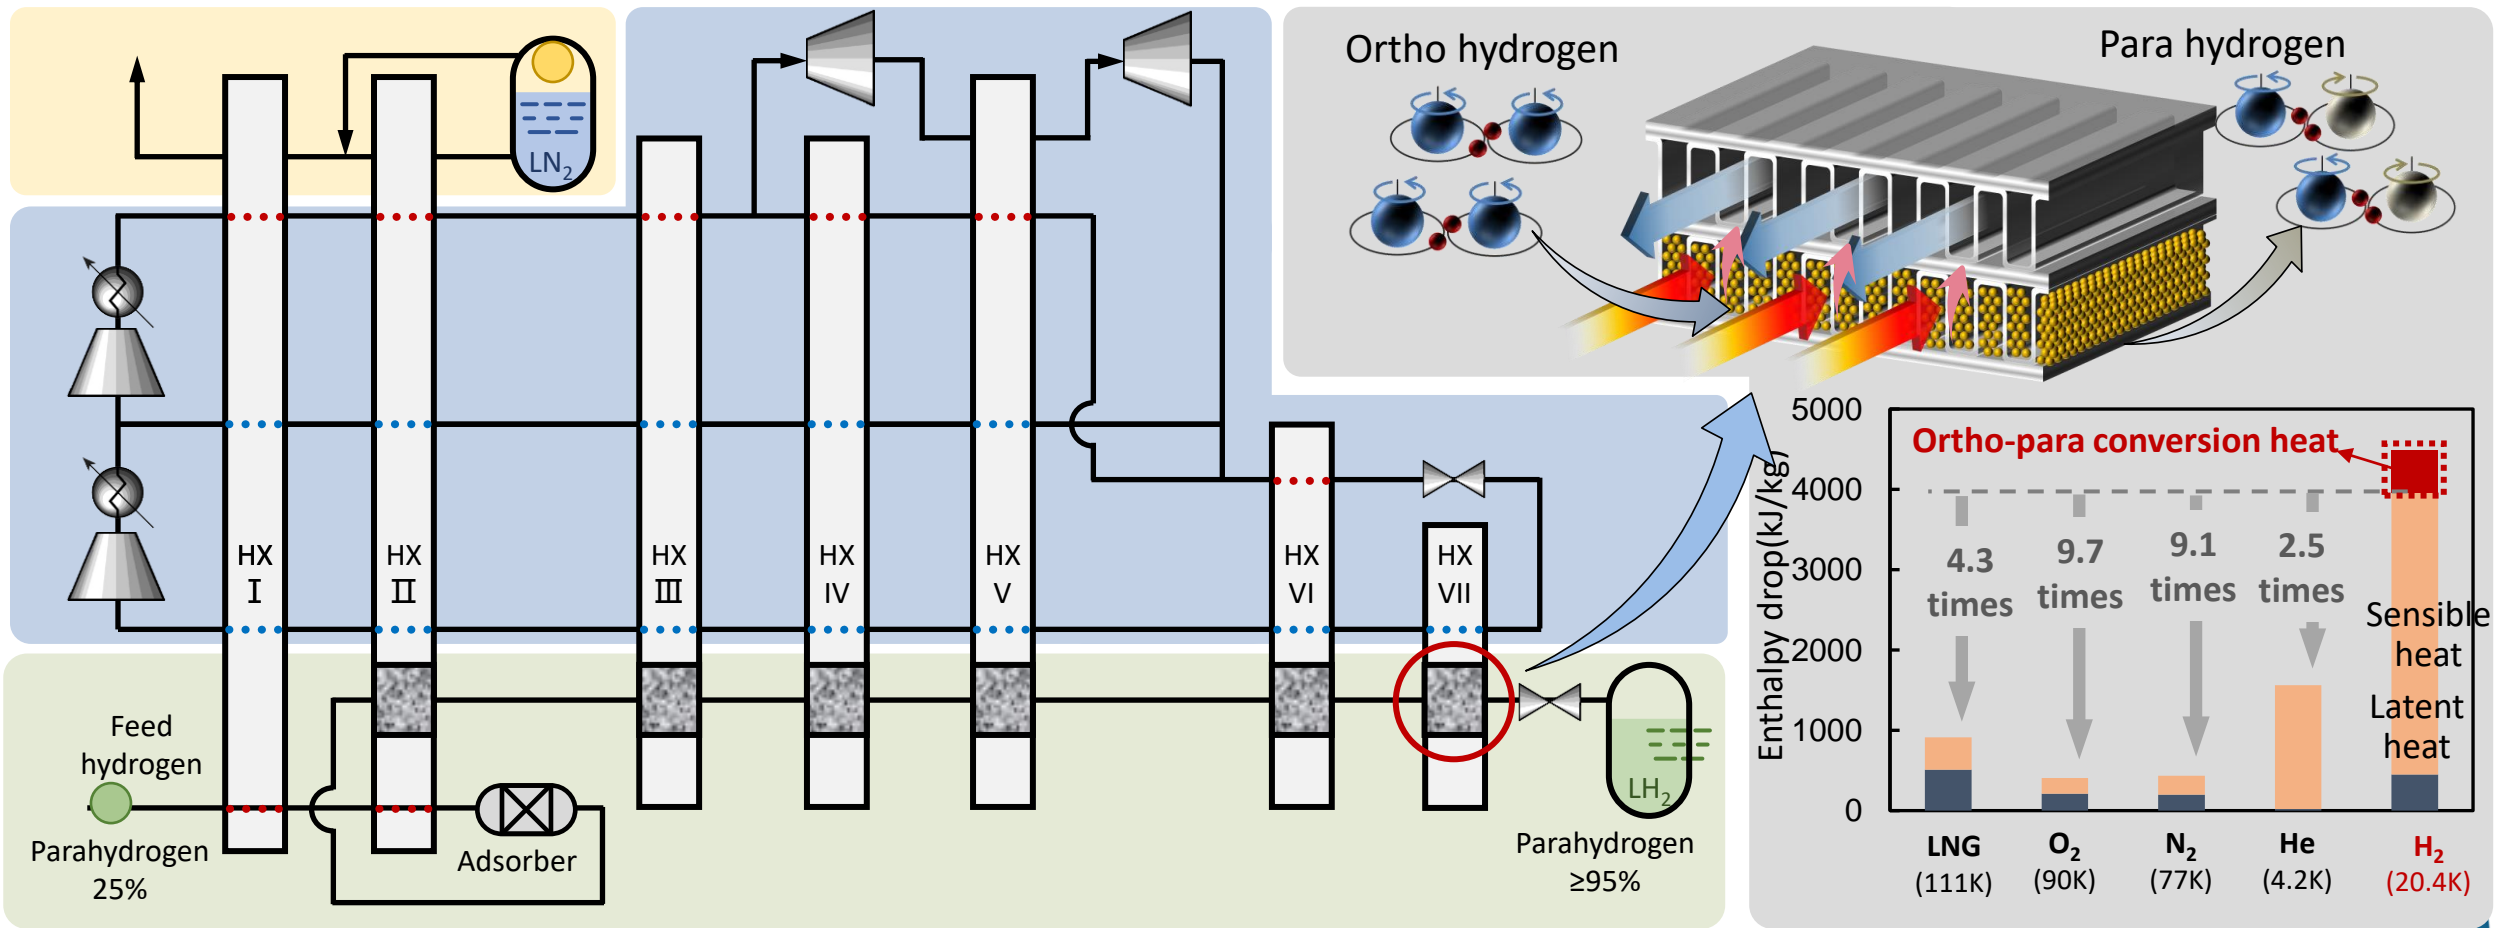 LN2
HX
I
HX
II
HX
III
HX
IV
HX
V
HX
VI
HX
VII
Feed
hydrogen
Parahydrogen
25%
Adsorber
LH2
Parahydrogen
≥95%
Ortho hydrogen
Para hydrogen
Enthalpy drop(kJ/kg)
5000
4000
3000
2000
1000
0
Ortho-para conversion heat
4.3
times
9.7
times
9.1
times
2.5
times
Sensible
heat
Latent
heat
LNG
(111K)
O2
(90K)
N2
(77K)
He
(4.2K)
H2
(20.4K)